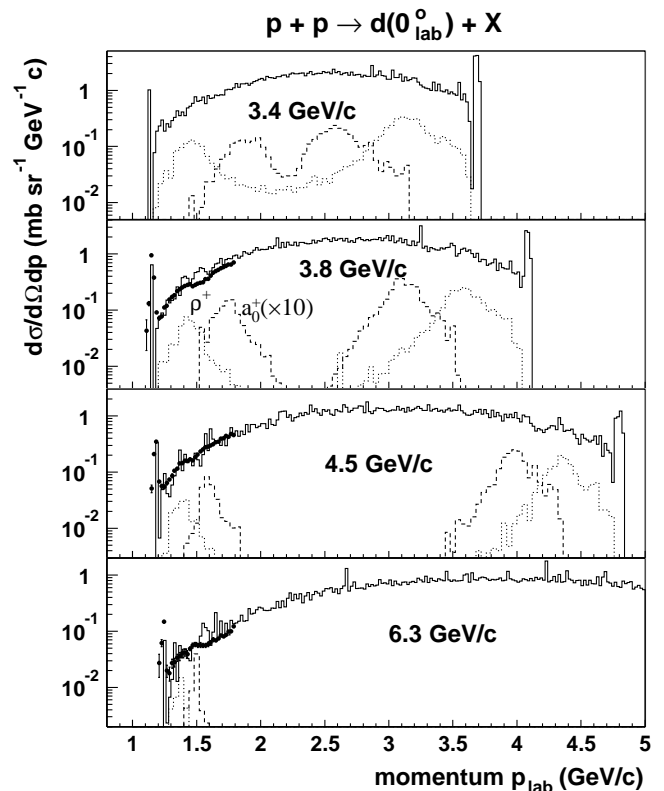 p + p → d(0°lab) + X
dσ/dΩdp (mb sr⁻¹ GeV⁻¹ c)
1
10⁻¹
10⁻²
3.4 GeV/c
1
10⁻¹
10⁻²
3.8 GeV/c
ρ⁺
a₀⁺(×10)
1
10⁻¹
10⁻²
4.5 GeV/c
1
10⁻¹
10⁻²
6.3 GeV/c
1 1.5 2 2.5 3 3.5 4 4.5 5
momentum p_lab (GeV/c)